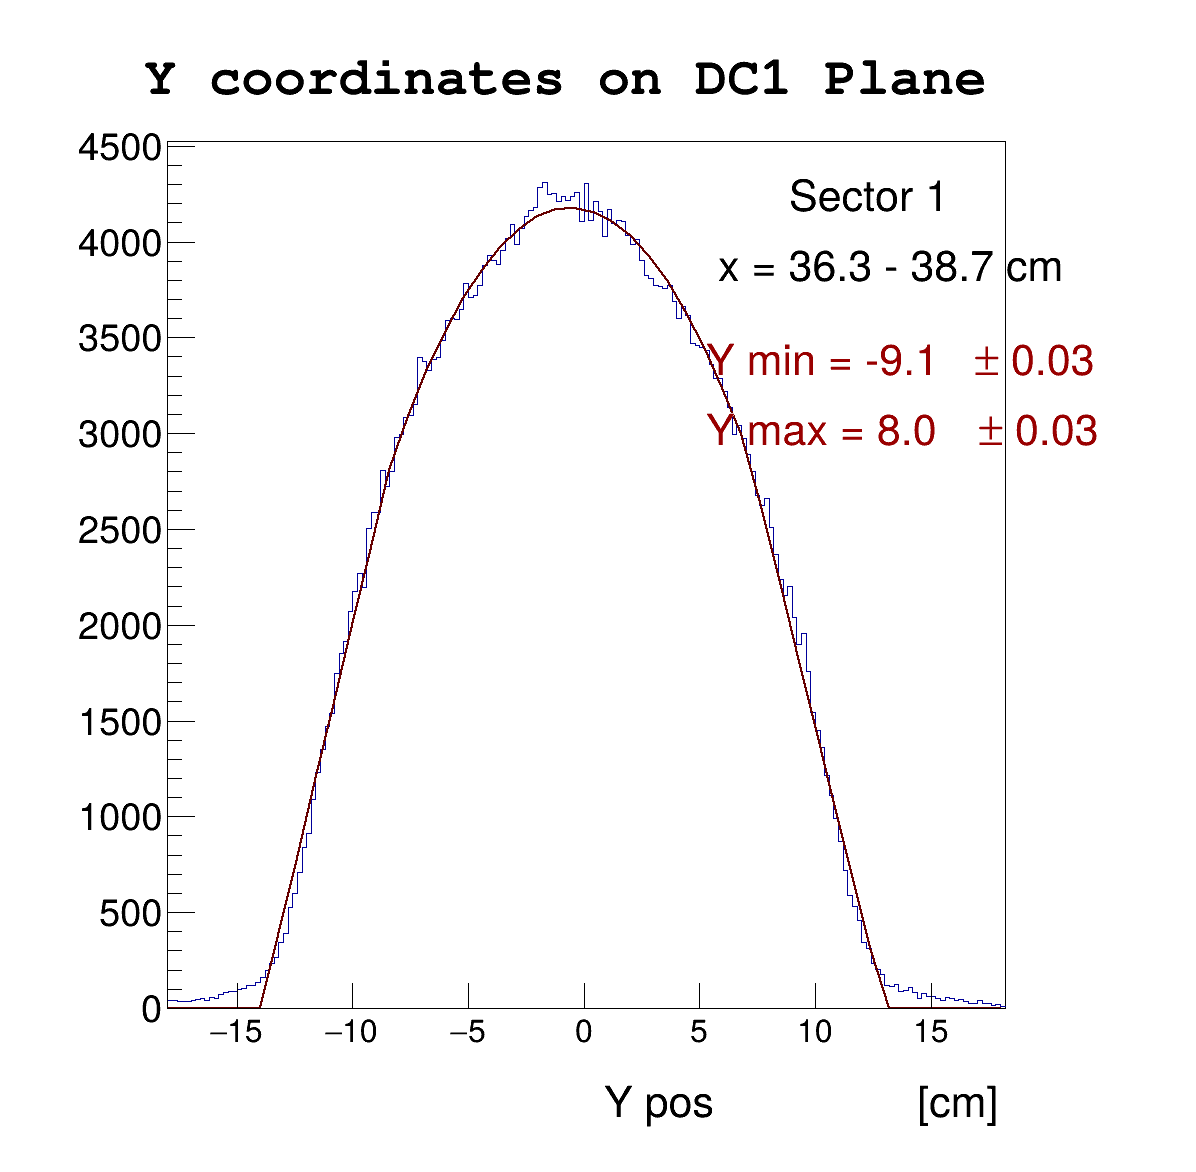 Y coordinates on DC1 Plane
4500
Sector 1
4000
x = 36.3 - 38.7 cm
3500
Y min = -9.1 ± 0.03
3000
Y max = 8.0 ± 0.03
2500
2000
1500
1000
500
0
−15 −10 −5 0 5 10 15
Y pos [cm]